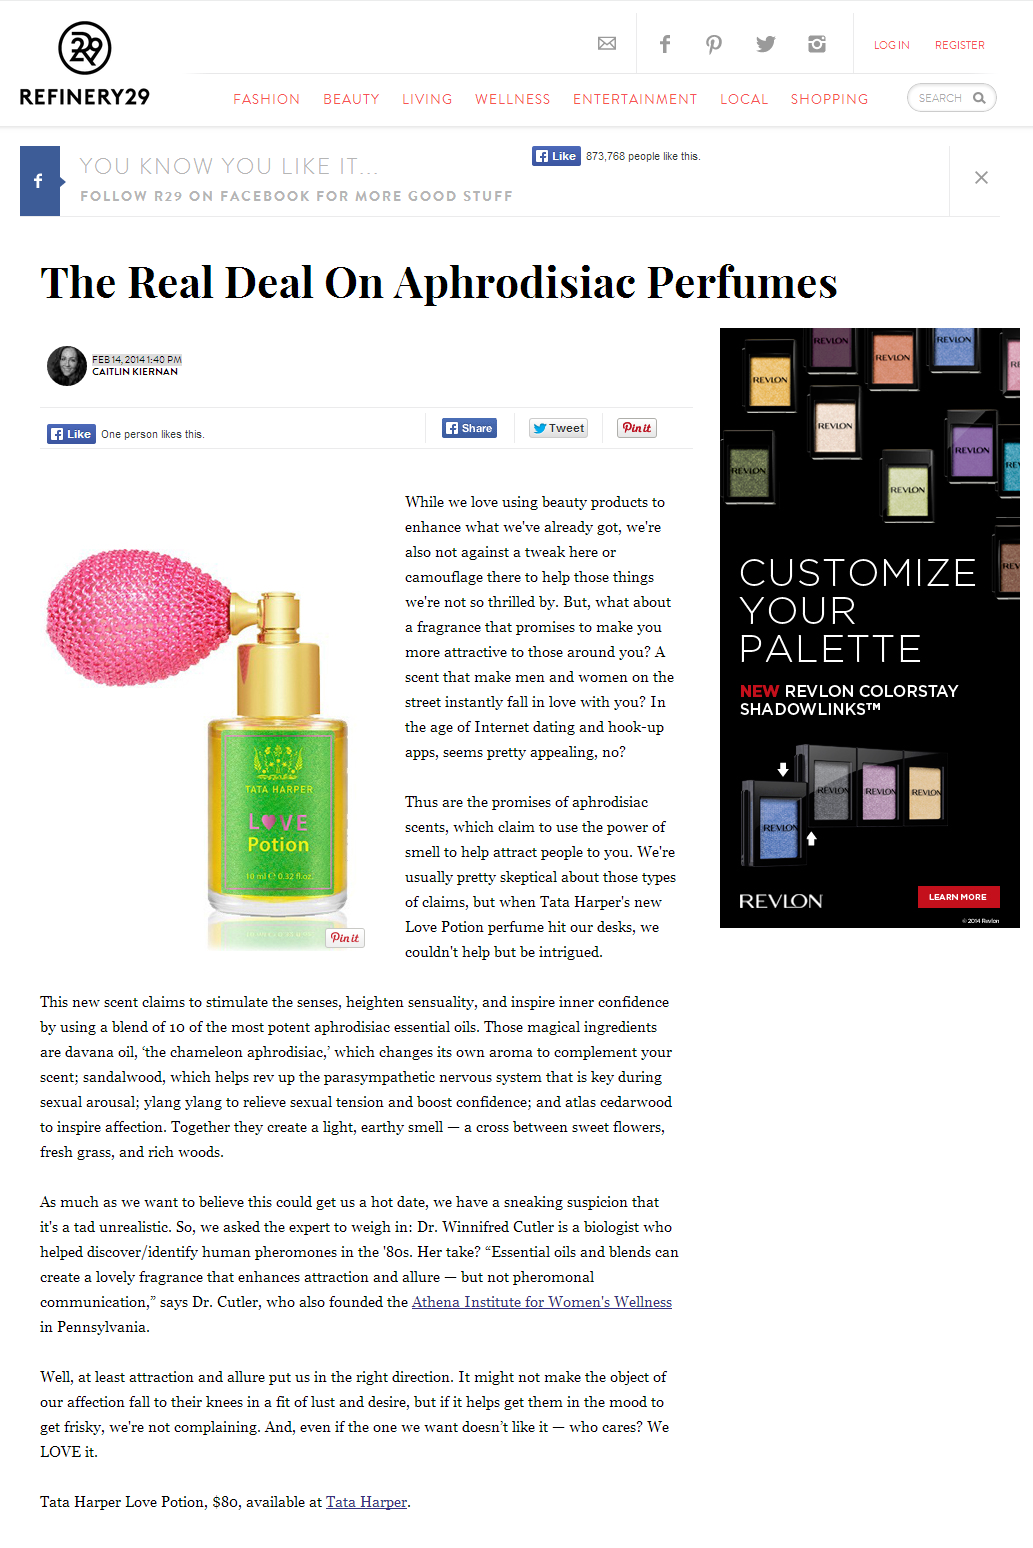 REFINERY29
LOG IN
REGISTER
FASHION
BEAUTY
LIVING
WELLNESS
ENTERTAINMENT
LOCAL
SHOPPING
SEARCH
f
YOU KNOW YOU LIKE IT...
FOLLOW R29 ON FACEBOOK FOR MORE GOOD STUFF
Like
873,768 people like this.
The Real Deal On Aphrodisiac Perfumes
FEB 14, 2014 1:40 PM
CAITLIN KIERNAN
Like
One person likes this.
Share
Tweet
Pin it
While we love using beauty products to
enhance what we've already got, we're
also not against a tweak here or
camouflage there to help those things
we're not so thrilled by. But, what about
a fragrance that promises to make you
more attractive to those around you? A
scent that make men and women on the
street instantly fall in love with you? In
the age of Internet dating and hook-up
apps, seems pretty appealing, no?
Thus are the promises of aphrodisiac
scents, which claim to use the power of
smell to help attract people to you. We're
usually pretty skeptical about those types
of claims, but when Tata Harper's new
Love Potion perfume hit our desks, we
couldn't help but be intrigued.
TATA HARPER
LOVE
Potion
10 ml ℮ 0.32 fl.oz.
Pin it
This new scent claims to stimulate the senses, heighten sensuality, and inspire inner confidence
by using a blend of 10 of the most potent aphrodisiac essential oils. Those magical ingredients
are davana oil, ‘the chameleon aphrodisiac,’ which changes its own aroma to complement your
scent; sandalwood, which helps rev up the parasympathetic nervous system that is key during
sexual arousal; ylang ylang to relieve sexual tension and boost confidence; and atlas cedarwood
to inspire affection. Together they create a light, earthy smell — a cross between sweet flowers,
fresh grass, and rich woods.
As much as we want to believe this could get us a hot date, we have a sneaking suspicion that
it's a tad unrealistic. So, we asked the expert to weigh in: Dr. Winnifred Cutler is a biologist who
helped discover/identify human pheromones in the '80s. Her take? “Essential oils and blends can
create a lovely fragrance that enhances attraction and allure — but not pheromonal
communication,” says Dr. Cutler, who also founded the Athena Institute for Women's Wellness
in Pennsylvania.
Well, at least attraction and allure put us in the right direction. It might not make the object of
our affection fall to their knees in a fit of lust and desire, but if it helps get them in the mood to
get frisky, we're not complaining. And, even if the one we want doesn’t like it — who cares? We
LOVE it.
Tata Harper Love Potion, $80, available at Tata Harper.
REVLON
REVLON
REVLON
REVLON
REVLON
REVLON
REVLON
REVLON
CUSTOMIZE
YOUR
PALETTE
NEW REVLON COLORSTAY
SHADOWLINKS™
REVLON
REVLON
REVLON
REVLON
REVLON
LEARN MORE
© 2014 Revlon